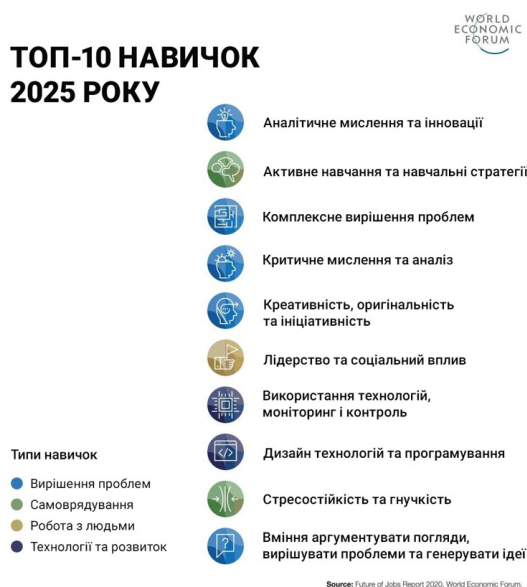 WORLD
ECONOMIC
FORUM
ТОП-10 НАВИЧОК
2025 РОКУ
Аналітичне мислення та інновації
Активне навчання та навчальні стратегії
Комплексне вирішення проблем
Критичне мислення та аналіз
Креативність, оригінальність
та ініціативність
Лідерство та соціальний вплив
Використання технологій,
моніторинг і контроль
Дизайн технологій та програмування
Стресостійкість та гнучкість
Вміння аргументувати погляди,
вирішувати проблеми та генерувати ідеї
Типи навичок
Вирішення проблем
Самоврядування
Робота з людьми
Технології та розвиток
Source: Future of Jobs Report 2020, World Economic Forum.